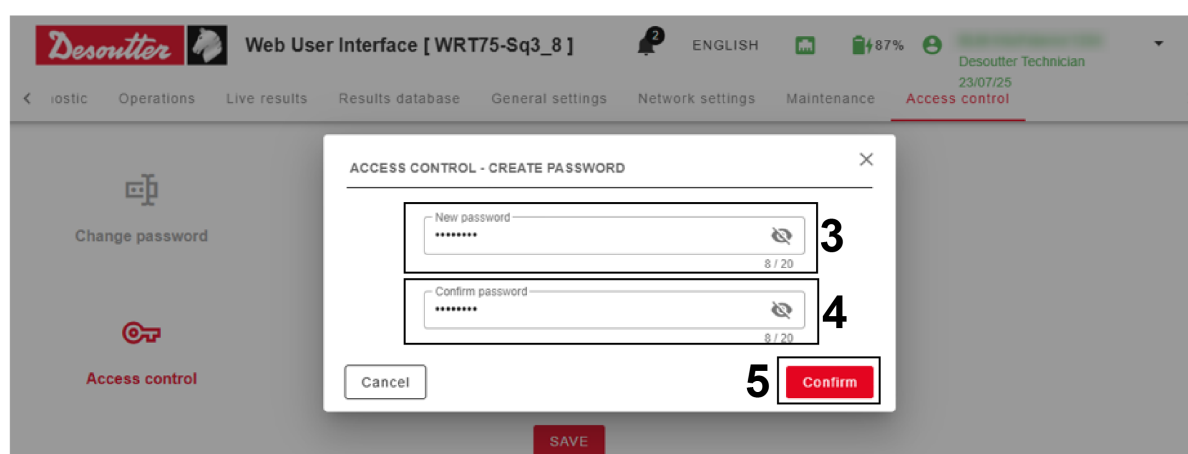 Desoutter Web User Interface [ WRT75-Sq3_8 ] 2 ENGLISH 87%
Desoutter Technician
23/07/25
nostic Operations Live results Results database General settings Network settings Maintenance Access control
ACCESS CONTROL - CREATE PASSWORD
New password
•••••••• 3
8 / 20
Change password
Confirm password
•••••••• 4
8 / 20
Access control
Cancel 5 Confirm
SAVE